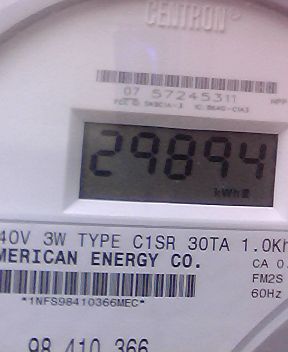 CENTRON®
07 57245311
29894
kWh
40V 3W TYPE C1SR 30TA 1.0Kh
MERICAN ENERGY CO.
CA 0.
FM2S
60Hz
*1NFS98410366MEC*
98 410 366